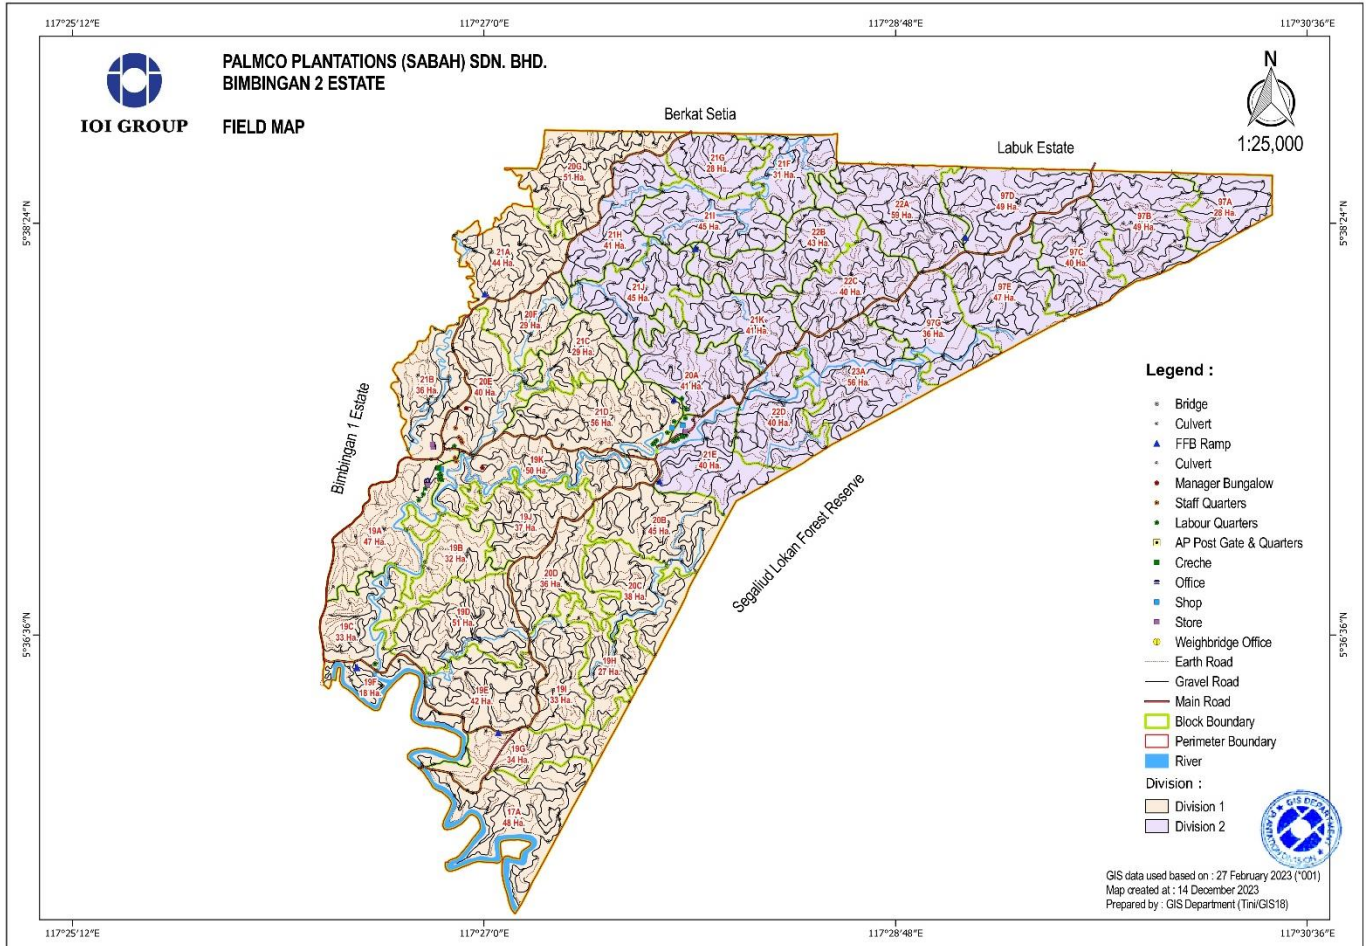 117°25'12"E
117°27'0"E
117°28'48"E
117°30'36"E
PALMCO PLANTATIONS (SABAH) SDN. BHD.
BIMBINGAN 2 ESTATE
IOI GROUP
FIELD MAP
N
1:25,000
Berkat Setia
Labuk Estate
5°38'24"N
5°38'24"N
20G
51 Ha.
21G
28 Ha.
21F
31 Ha.
97D
49 Ha.
97A
28 Ha.
22A
59 Ha.
97B
49 Ha.
21I
45 Ha.
21H
41 Ha.
22B
43 Ha.
21A
44 Ha.
97C
40 Ha.
22C
40 Ha.
21J
45 Ha.
97E
47 Ha.
20F
29 Ha.
21K
41 Ha.
97G
36 Ha.
21C
29 Ha.
21B
36 Ha.
20E
40 Ha.
20A
41 Ha.
23A
56 Ha.
21D
56 Ha.
22D
40 Ha.
21E
40 Ha.
19K
50 Ha.
Bimbingan 1 Estate
Segaliud Lokan Forest Reserve
19A
47 Ha.
19J
37 Ha.
20B
45 Ha.
19B
32 Ha.
20D
36 Ha.
20C
38 Ha.
19D
51 Ha.
19C
33 Ha.
19H
27 Ha.
19F
18 Ha.
19E
42 Ha.
19I
33 Ha.
19G
34 Ha.
17A
48 Ha.
5°36'36"N
5°36'36"N
Legend :
Bridge
Culvert
FFB Ramp
Culvert
Manager Bungalow
Staff Quarters
Labour Quarters
AP Post Gate & Quarters
Creche
Office
Shop
Store
Weighbridge Office
Earth Road
Gravel Road
Main Road
Block Boundary
Perimeter Boundary
River
Division :
Division 1
Division 2
GIS DEPARTMENT
PLANTATION DIVISION
GIS data used based on : 27 February 2023 (*001)
Map created at : 14 December 2023
Prepared by : GIS Department (Tini/GIS18)
117°25'12"E
117°27'0"E
117°28'48"E
117°30'36"E